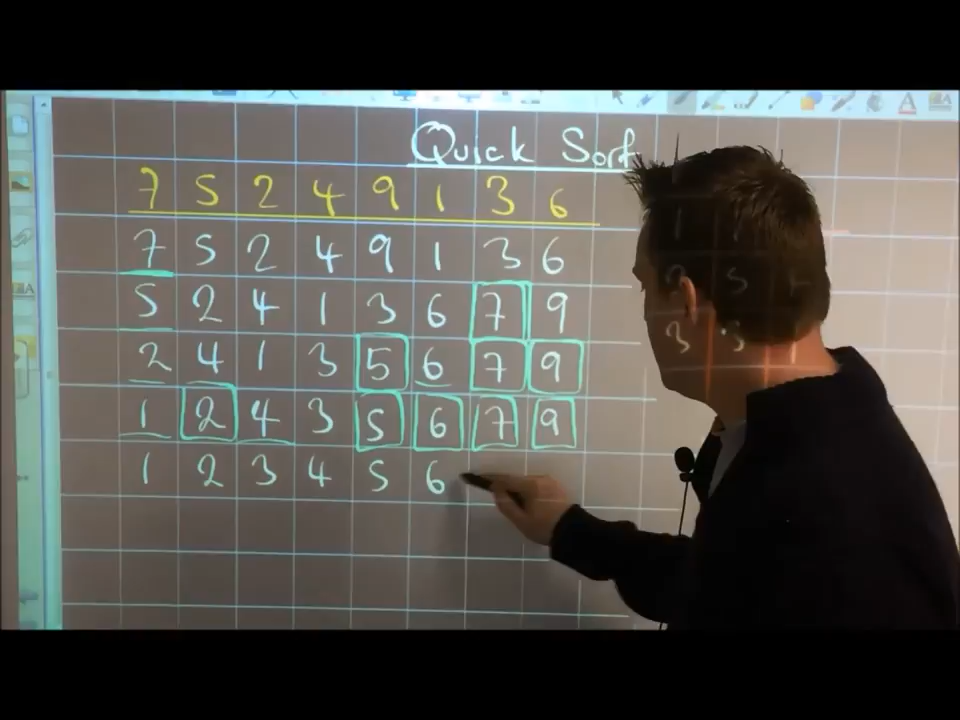 Quick Sort
7 5 2 4 9 1 3 6
7 5 2 4 9 1 3 6
5 2 4 1 3 6 7 9
2 4 1 3 5 6 7 9
1 2 4 3 5 6 7 9
1 2 3 4 5 6